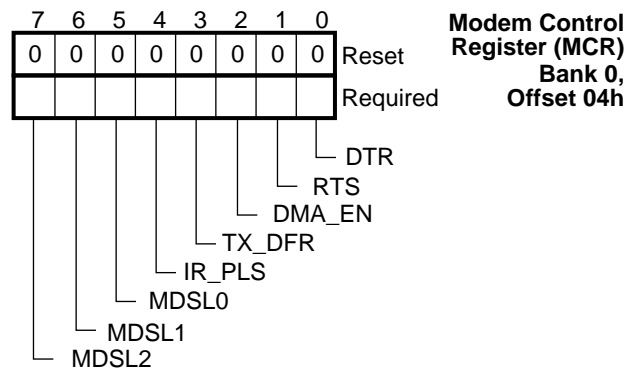 7 6 5 4 3 2 1 0
Modem Control
Register (MCR)
Bank 0,
Offset 04h
0 0 0 0 0 0 0 0 Reset
Required
DTR
RTS
DMA_EN
TX_DFR
IR_PLS
MDSL0
MDSL1
MDSL2